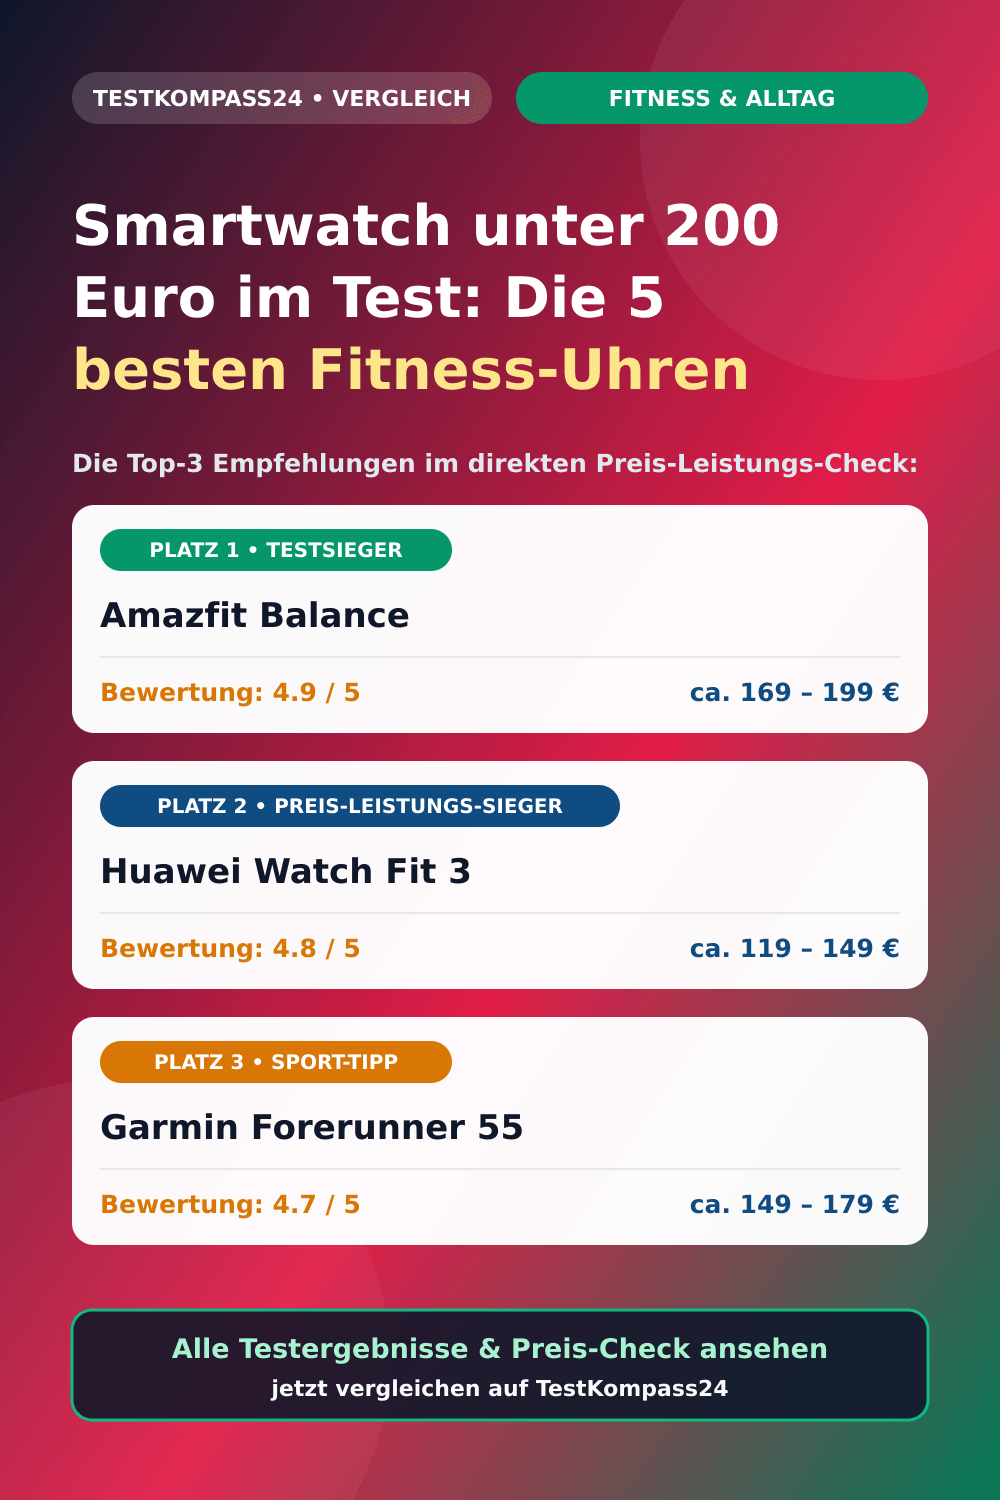 TESTKOMPASS24 • VERGLEICH
FITNESS & ALLTAG
Smartwatch unter 200
Euro im Test: Die 5
besten Fitness-Uhren
Die Top-3 Empfehlungen im direkten Preis-Leistungs-Check:
PLATZ 1 • TESTSIEGER
Amazfit Balance
Bewertung: 4.9 / 5
ca. 169 – 199 €
PLATZ 2 • PREIS-LEISTUNGS-SIEGER
Huawei Watch Fit 3
Bewertung: 4.8 / 5
ca. 119 – 149 €
PLATZ 3 • SPORT-TIPP
Garmin Forerunner 55
Bewertung: 4.7 / 5
ca. 149 – 179 €
Alle Testergebnisse & Preis-Check ansehen
jetzt vergleichen auf TestKompass24